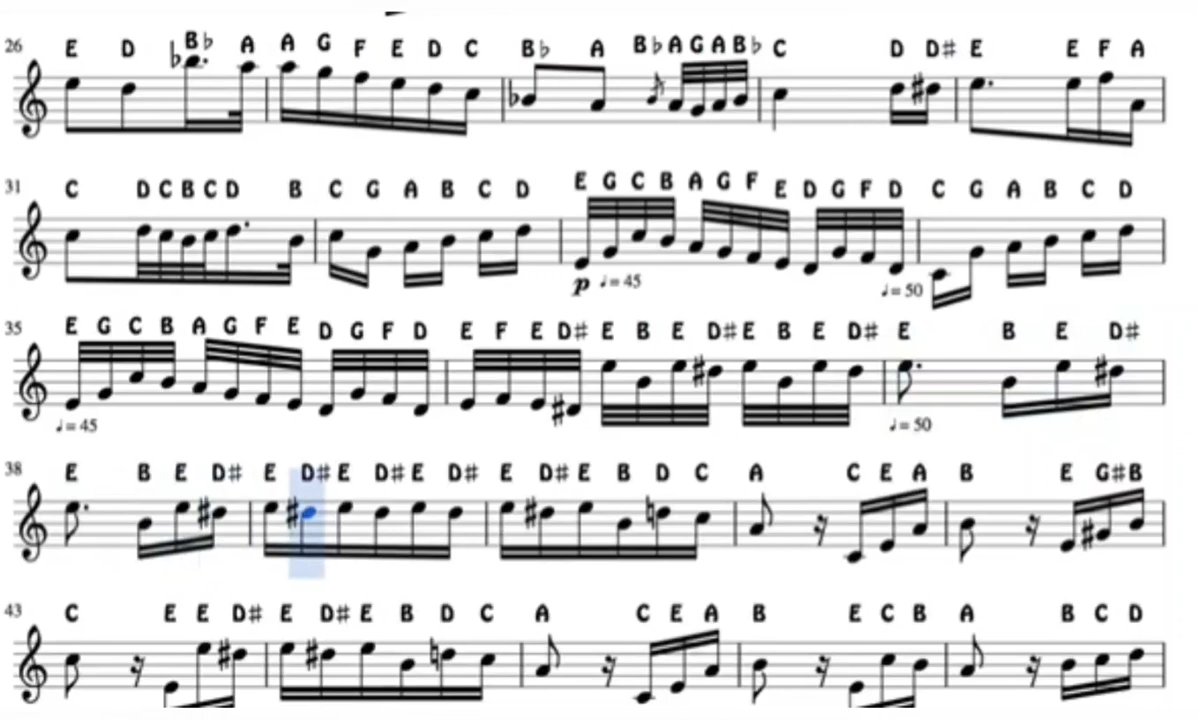 26 E D B♭ A A G F E D C B♭ A B♭ A G A B♭ C D D♯ E E F A
31 C D C B C D B C G A B C D E G C B A G F E D G F D C G A B C D
p ♩= 45 ♩= 50
35 E G C B A G F E D G F D E F E D♯ E B E D♯ E B E D♯ E B E D♯
♩= 45 ♩= 50
38 E B E D♯ E D♯ E D♯ E D♯ E D♯ E B D C A C E A B E G♯ B
43 C E E D♯ E D♯ E B D C A C E A B E C B A B C D